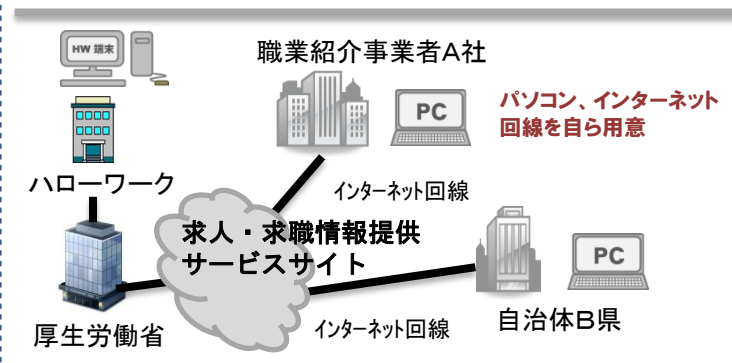 HW 端末
職業紹介事業者A社
PC
パソコン、インターネット
回線を自ら用意
ハローワーク
インターネット回線
求人・求職情報提供
サービスサイト
PC
厚生労働省
インターネット回線
自治体B県